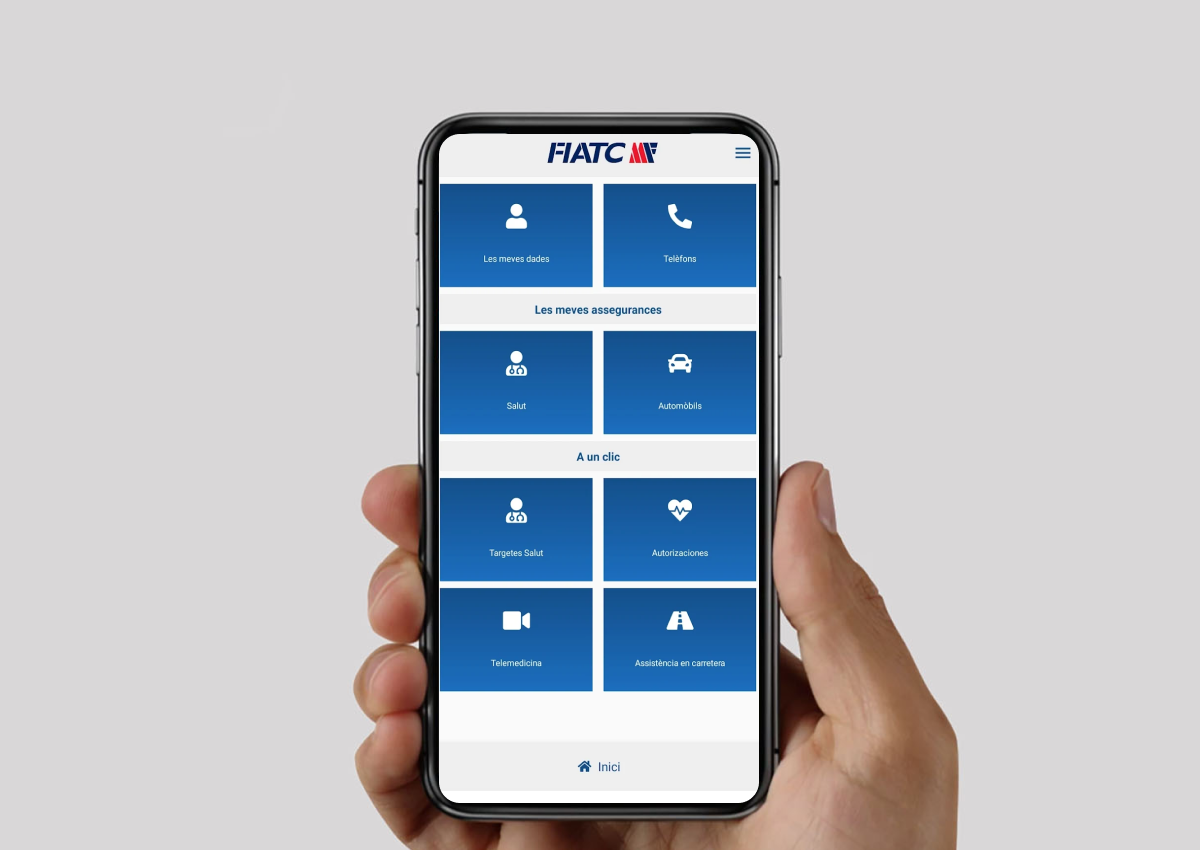 FIATC
Les meves dades
Telèfons
Les meves assegurances
Salut
Automòbils
A un clic
Targetes Salut
Autorizaciones
Telemedicina
Assistència en carretera
Inici